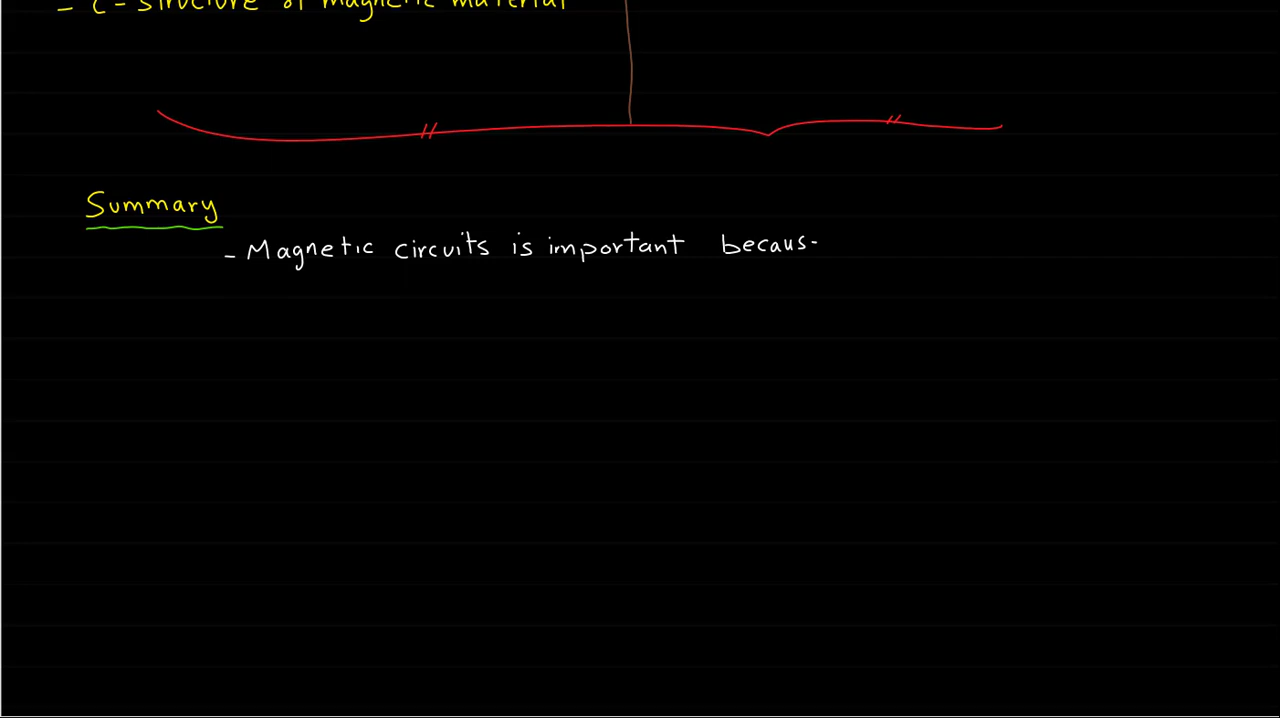 - C-structure of magnetic material
Summary
- Magnetic circuits is important becaus